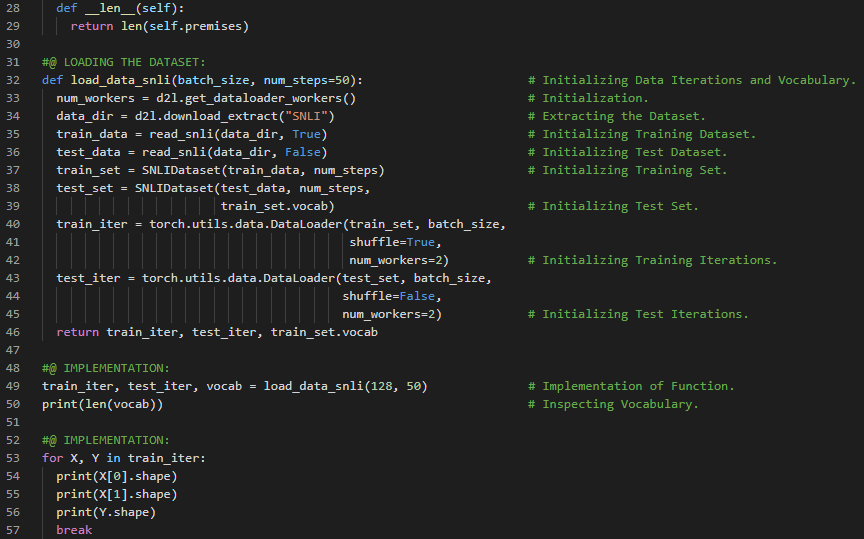 28 def __len__(self):
29 return len(self.premises)
30
31 #@ LOADING THE DATASET:
32 def load_data_snli(batch_size, num_steps=50): # Initializing Data Iterations and Vocabulary.
33 num_workers = d2l.get_dataloader_workers() # Initialization.
34 data_dir = d2l.download_extract("SNLI") # Extracting the Dataset.
35 train_data = read_snli(data_dir, True) # Initializing Training Dataset.
36 test_data = read_snli(data_dir, False) # Initializing Test Dataset.
37 train_set = SNLIDataset(train_data, num_steps) # Initializing Training Set.
38 test_set = SNLIDataset(test_data, num_steps,
39 train_set.vocab) # Initializing Test Set.
40 train_iter = torch.utils.data.DataLoader(train_set, batch_size,
41 shuffle=True,
42 num_workers=2) # Initializing Training Iterations.
43 test_iter = torch.utils.data.DataLoader(test_set, batch_size,
44 shuffle=False,
45 num_workers=2) # Initializing Test Iterations.
46 return train_iter, test_iter, train_set.vocab
47
48 #@ IMPLEMENTATION:
49 train_iter, test_iter, vocab = load_data_snli(128, 50) # Implementation of Function.
50 print(len(vocab)) # Inspecting Vocabulary.
51
52 #@ IMPLEMENTATION:
53 for X, Y in train_iter:
54 print(X[0].shape)
55 print(X[1].shape)
56 print(Y.shape)
57 break